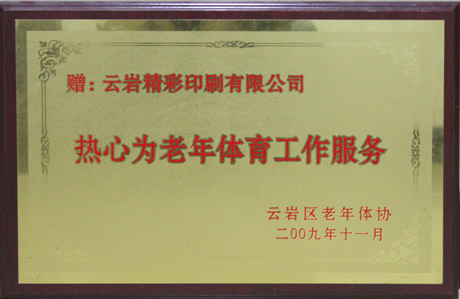 赠：云岩精彩印刷有限公司
热心为老年体育工作服务
云岩区老年体协
二00九年十一月